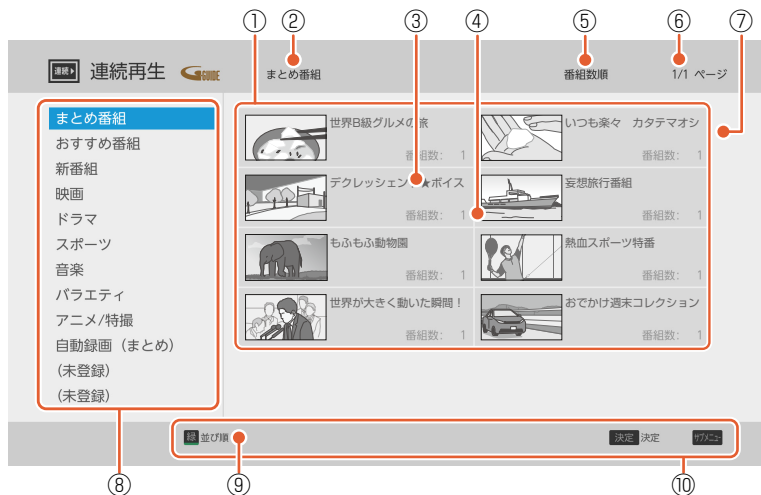 ① ② ③ ④ ⑤ ⑥ ⑦
連続▶ 連続再生 G GUIDE まとめ番組 番組数順 1/1 ページ
まとめ番組
おすすめ番組
新番組
映画
ドラマ
スポーツ
音楽
バラエティ
アニメ/特撮
自動録画（まとめ）
(未登録)
(未登録)
世界B級グルメの旅
番組数: 1
いつも楽々 カタテマオシ
番組数: 1
デクレッシェンド★ボイス
番組数: 1
妄想旅行番組
番組数: 1
もふもふ動物園
番組数: 1
熱血スポーツ特番
番組数: 1
世界が大きく動いた瞬間！
番組数: 1
おでかけ週末コレクション
番組数: 1
緑 並び順 決定 決定 サブメニュー
⑧ ⑨ ⑩